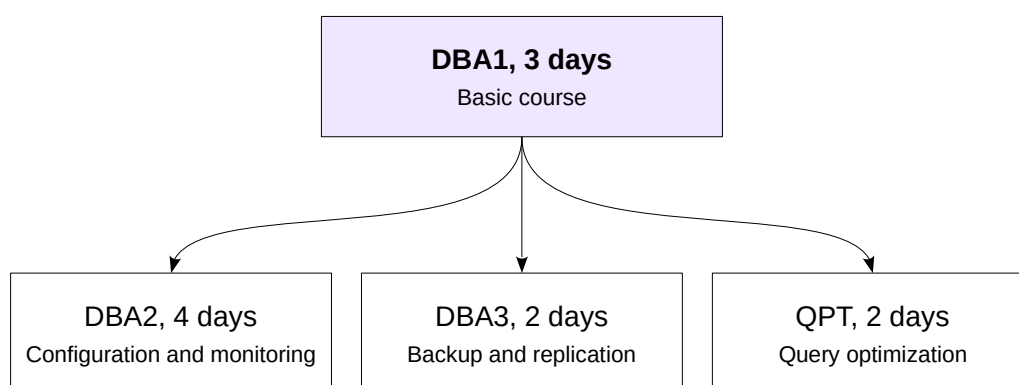 DBA1, 3 days
Basic course
DBA2, 4 days
Configuration and monitoring
DBA3, 2 days
Backup and replication
QPT, 2 days
Query optimization